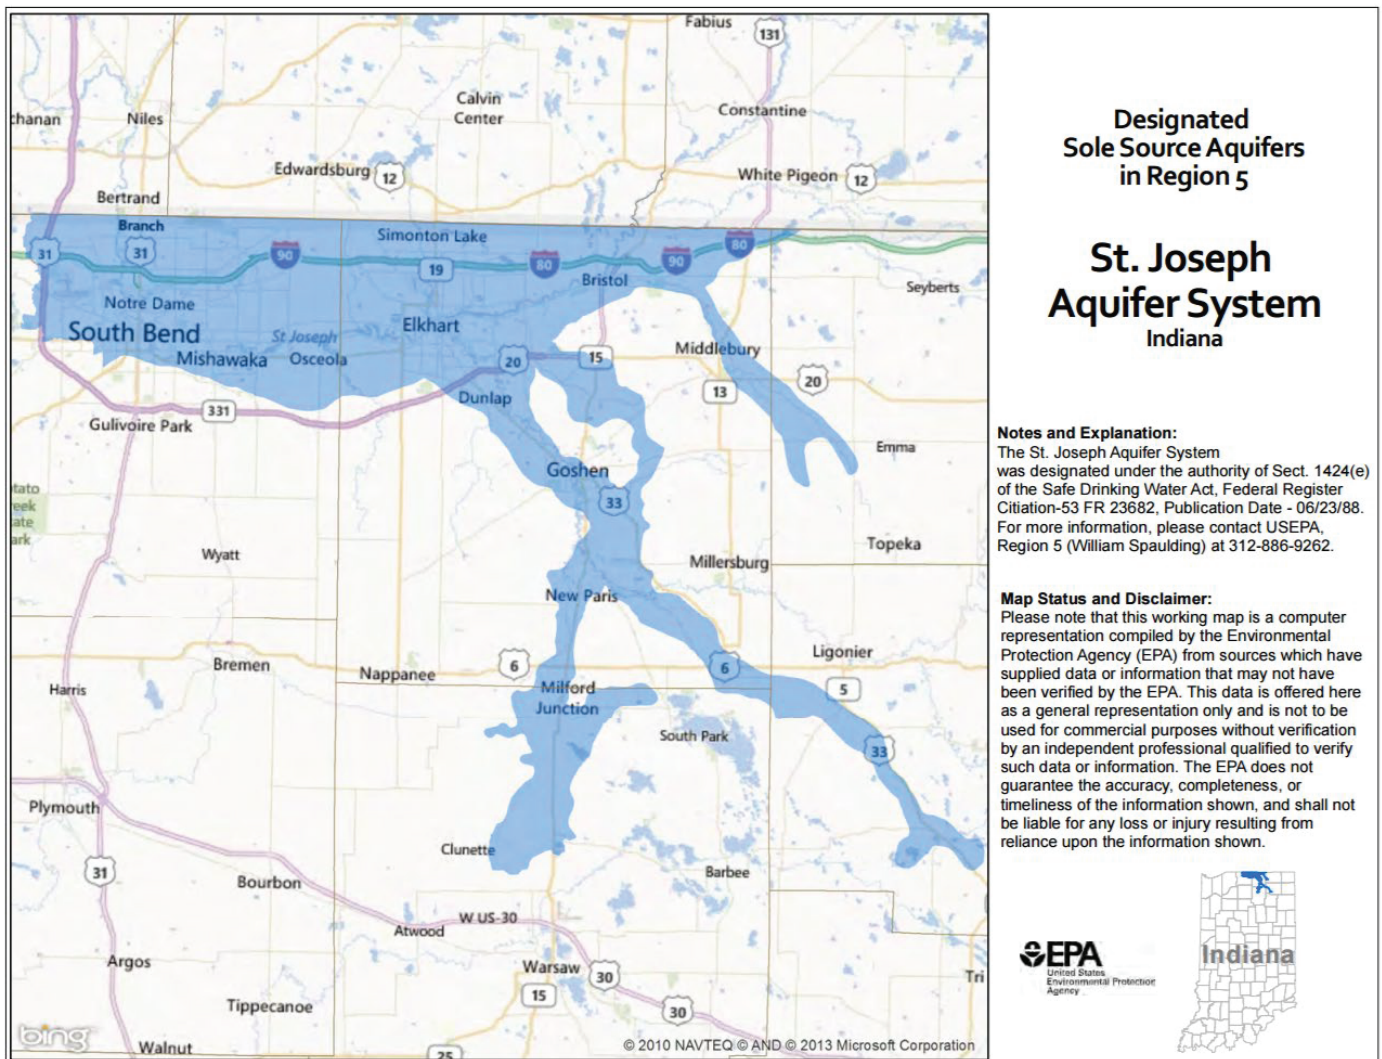 Fabius
131
Calvin
Center
Constantine
chanan
Niles
Edwardsburg
12
White Pigeon
12
Bertrand
Branch
31
31
90
Simonton Lake
19
80
90
80
Bristol
Seyberts
Notre Dame
South Bend
St Joseph
Elkhart
Mishawaka
Osceola
20
15
Middlebury
13
20
Dunlap
331
Gulivoire Park
Emma
Goshen
33
tato
eek
ate
ark
Wyatt
Topeka
Millersburg
New Paris
Bremen
Nappanee
6
6
Ligonier
5
Harris
Milford
Junction
South Park
33
Plymouth
Clunette
31
Bourbon
Barbee
W US-30
Atwood
Argos
Warsaw
30
15
30
Tri
Tippecanoe
bing
Walnut
25
© 2010 NAVTEQ © AND © 2013 Microsoft Corporation
Designated
Sole Source Aquifers
in Region 5
St. Joseph
Aquifer System
Indiana
Notes and Explanation:
The St. Joseph Aquifer System
was designated under the authority of Sect. 1424(e)
of the Safe Drinking Water Act, Federal Register
Citiation-53 FR 23682, Publication Date - 06/23/88.
For more information, please contact USEPA,
Region 5 (William Spaulding) at 312-886-9262.
Map Status and Disclaimer:
Please note that this working map is a computer
representation compiled by the Environmental
Protection Agency (EPA) from sources which have
supplied data or information that may not have
been verified by the EPA. This data is offered here
as a general representation only and is not to be
used for commercial purposes without verification
by an independent professional qualified to verify
such data or information. The EPA does not
guarantee the accuracy, completeness, or
timeliness of the information shown, and shall not
be liable for any loss or injury resulting from
reliance upon the information shown.
EPA
United States
Environmental Protection
Agency
Indiana